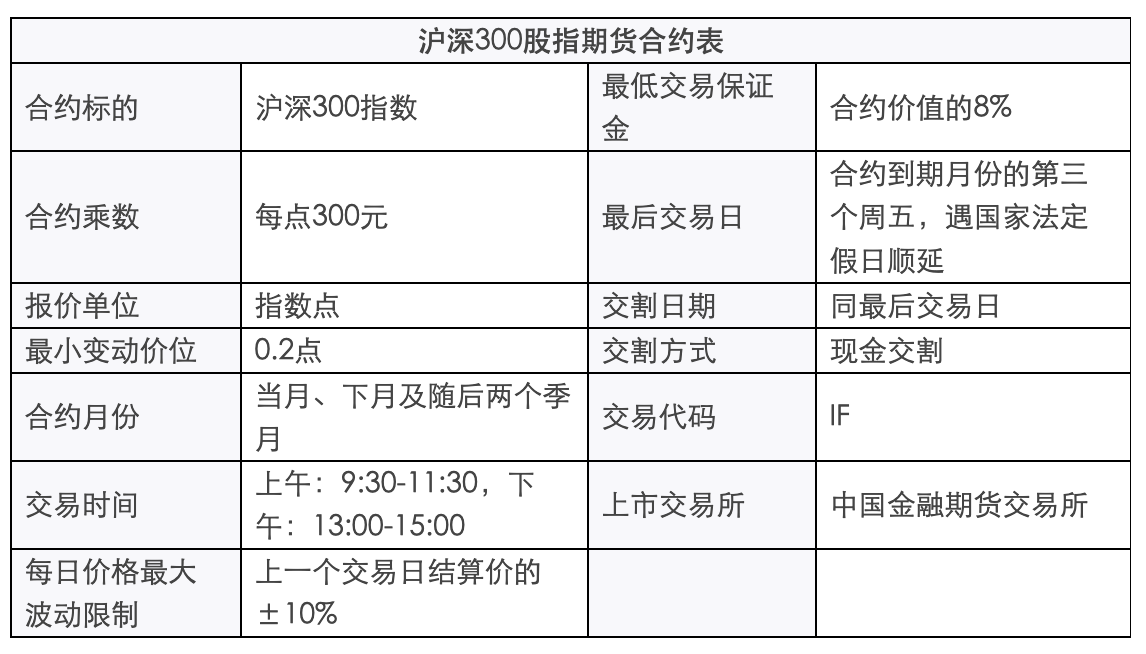 沪深300股指期货合约表
合约标的
沪深300指数
最低交易保证
金
合约价值的8%
合约乘数
每点300元
最后交易日
合约到期月份的第三
个周五，遇国家法定
假日顺延
报价单位
指数点
交割日期
同最后交易日
最小变动价位
0.2点
交割方式
现金交割
合约月份
当月、下月及随后两个季
月
交易代码
IF
交易时间
上午：9:30-11:30，下
午：13:00-15:00
上市交易所
中国金融期货交易所
每日价格最大
波动限制
上一个交易日结算价的
±10%